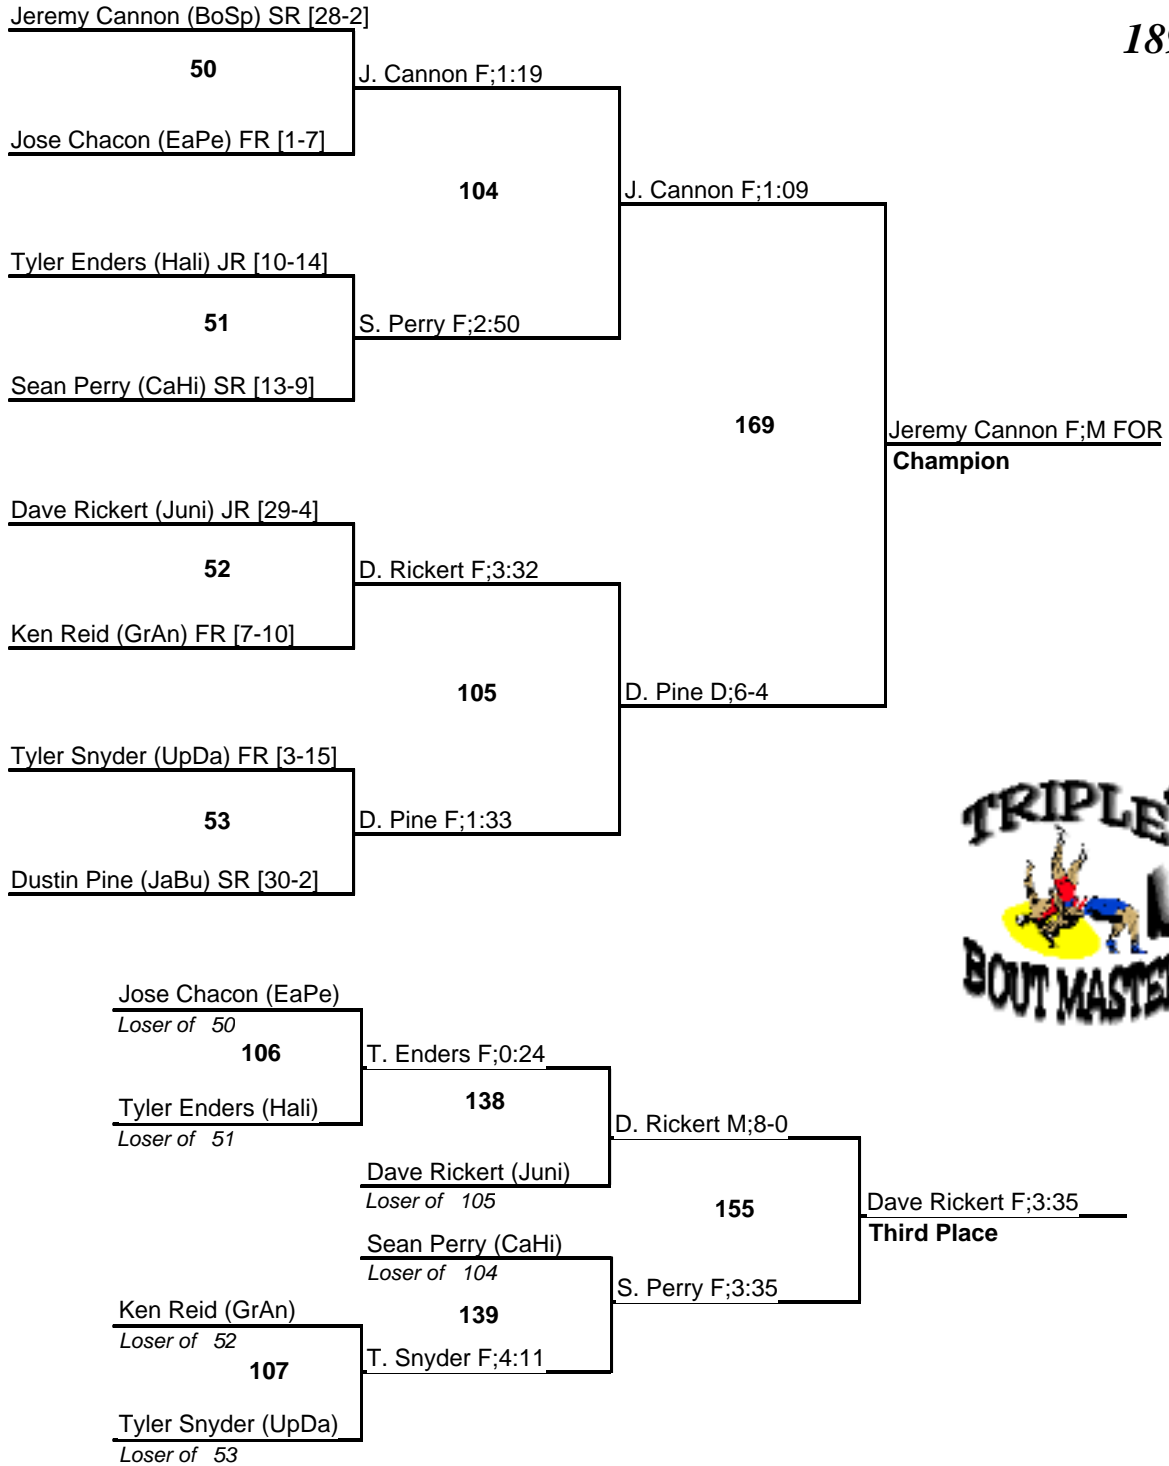 Jeremy Cannon (BoSp) SR [28-2]
189
50
J. Cannon F;1:19
Jose Chacon (EaPe) FR [1-7]
104
J. Cannon F;1:09
Tyler Enders (Hali) JR [10-14]
51
S. Perry F;2:50
Sean Perry (CaHi) SR [13-9]
169
Jeremy Cannon F;M FOR
Champion
Dave Rickert (Juni) JR [29-4]
52
D. Rickert F;3:32
Ken Reid (GrAn) FR [7-10]
105
D. Pine D;6-4
Tyler Snyder (UpDa) FR [3-15]
53
D. Pine F;1:33
Dustin Pine (JaBu) SR [30-2]
TRIPLE
BOUT MASTE
Jose Chacon (EaPe)
Loser of 50
106
T. Enders F;0:24
Tyler Enders (Hali)
Loser of 51
138
D. Rickert M;8-0
Dave Rickert (Juni)
Loser of 105
155
Dave Rickert F;3:35
Third Place
Sean Perry (CaHi)
Loser of 104
S. Perry F;3:35
Ken Reid (GrAn)
Loser of 52
139
107
T. Snyder F;4:11
Tyler Snyder (UpDa)
Loser of 53